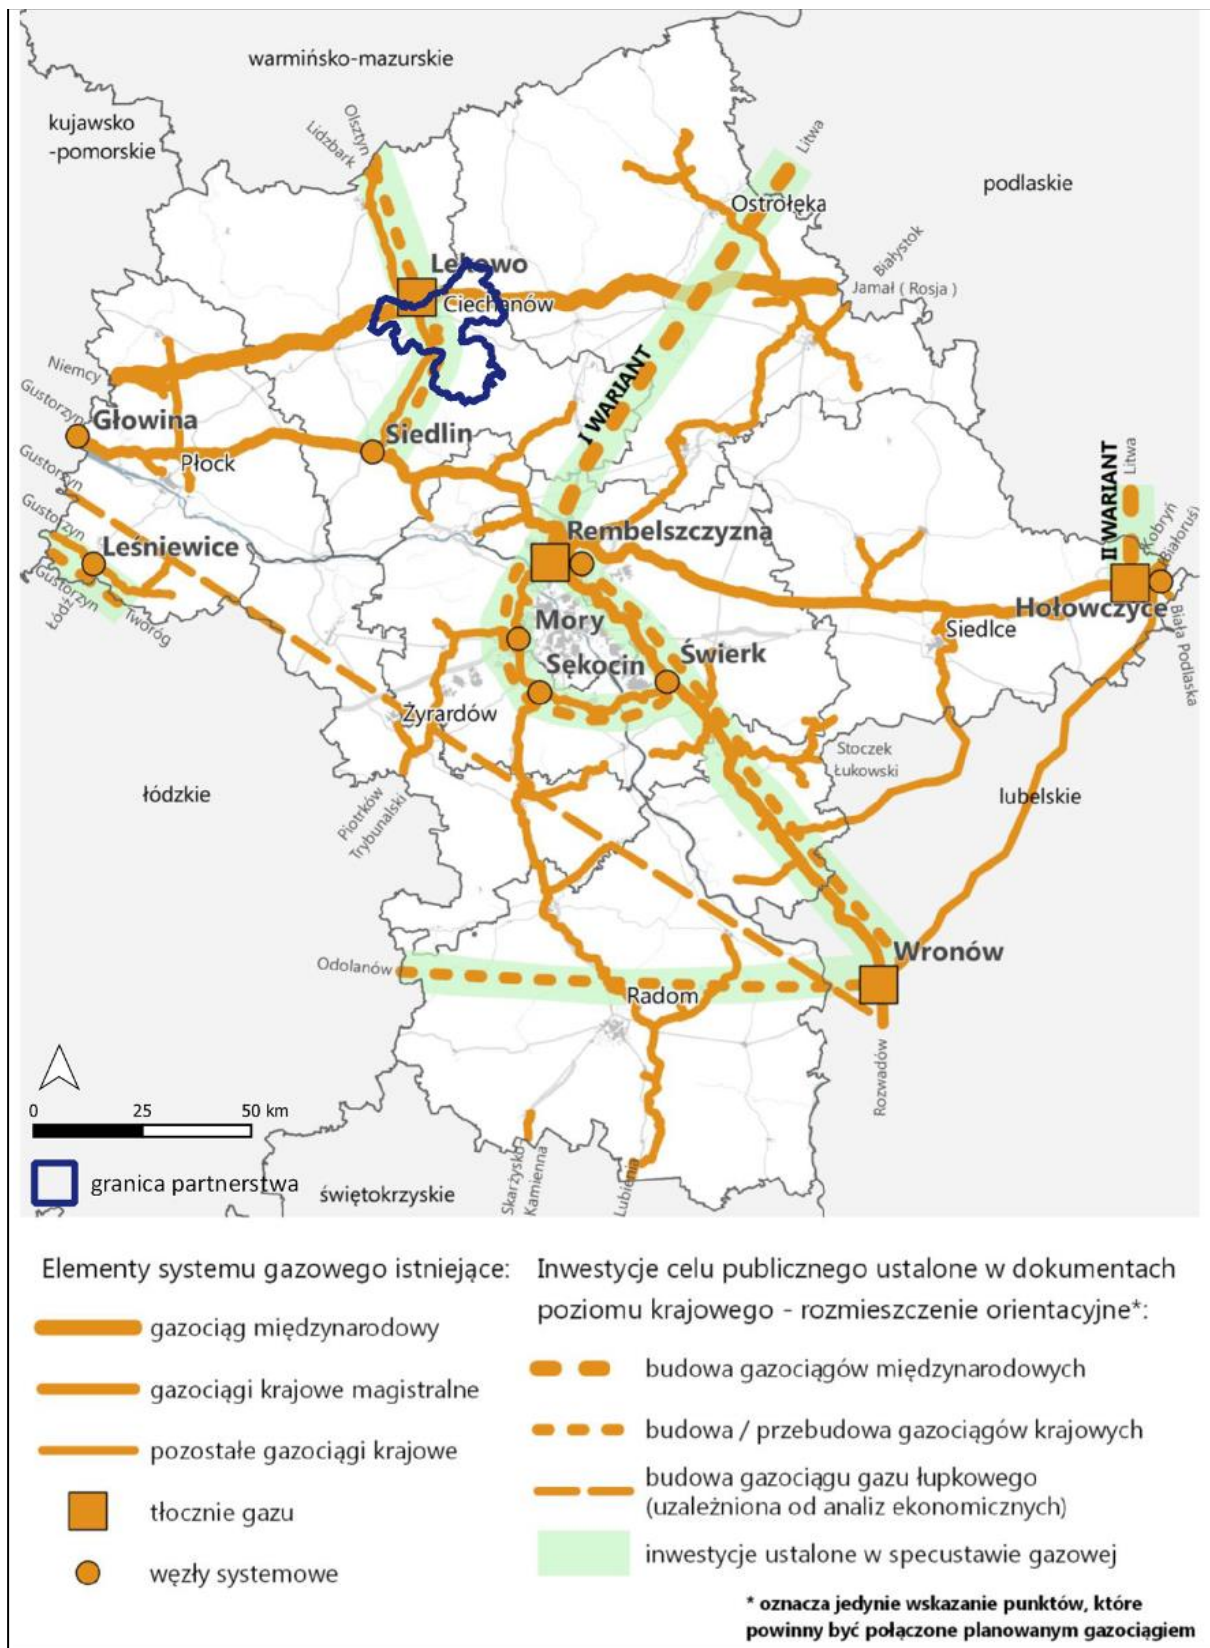 warmińsko-mazurskie
kujawsko
-pomorskie
Olsztyn
Lidzbark
Litwa
podlaskie
Ostrołęka
Białystok
Jamał ( Rosja )
Lekowo
Ciechanów
I WARIANT
Niemcy
Gustorzyn
Głowina
Siedlin
Płock
Gustorzyn
Gustorzyn
Leśniewice
Gustorzyn
Łódź
Tworóg
II WARIANT
Litwa
Kobryń
(Białoruś)
Rembelszczyzna
Hołowczyce
Biała Podlaska
Siedlce
Mory
Świerk
Sękocin
Żyrardów
Stoczek
Łukowski
łódzkie
lubelskie
Piotrków
Trybunalski
Wronów
Odolanów
Radom
Rozwadów
0 25 50 km
granica partnerstwa
świętokrzyskie
Skarżysko-
Kamienna
Lubienia
Elementy systemu gazowego istniejące:
gazociąg międzynarodowy
gazociągi krajowe magistralne
pozostałe gazociągi krajowe
tłocznie gazu
węzły systemowe
Inwestycje celu publicznego ustalone w dokumentach
poziomu krajowego - rozmieszczenie orientacyjne*:
budowa gazociągów międzynarodowych
budowa / przebudowa gazociągów krajowych
budowa gazociągu gazu łupkowego
(uzależniona od analiz ekonomicznych)
inwestycje ustalone w specustawie gazowej
* oznacza jedynie wskazanie punktów, które
powinny być połączone planowanym gazociągiem